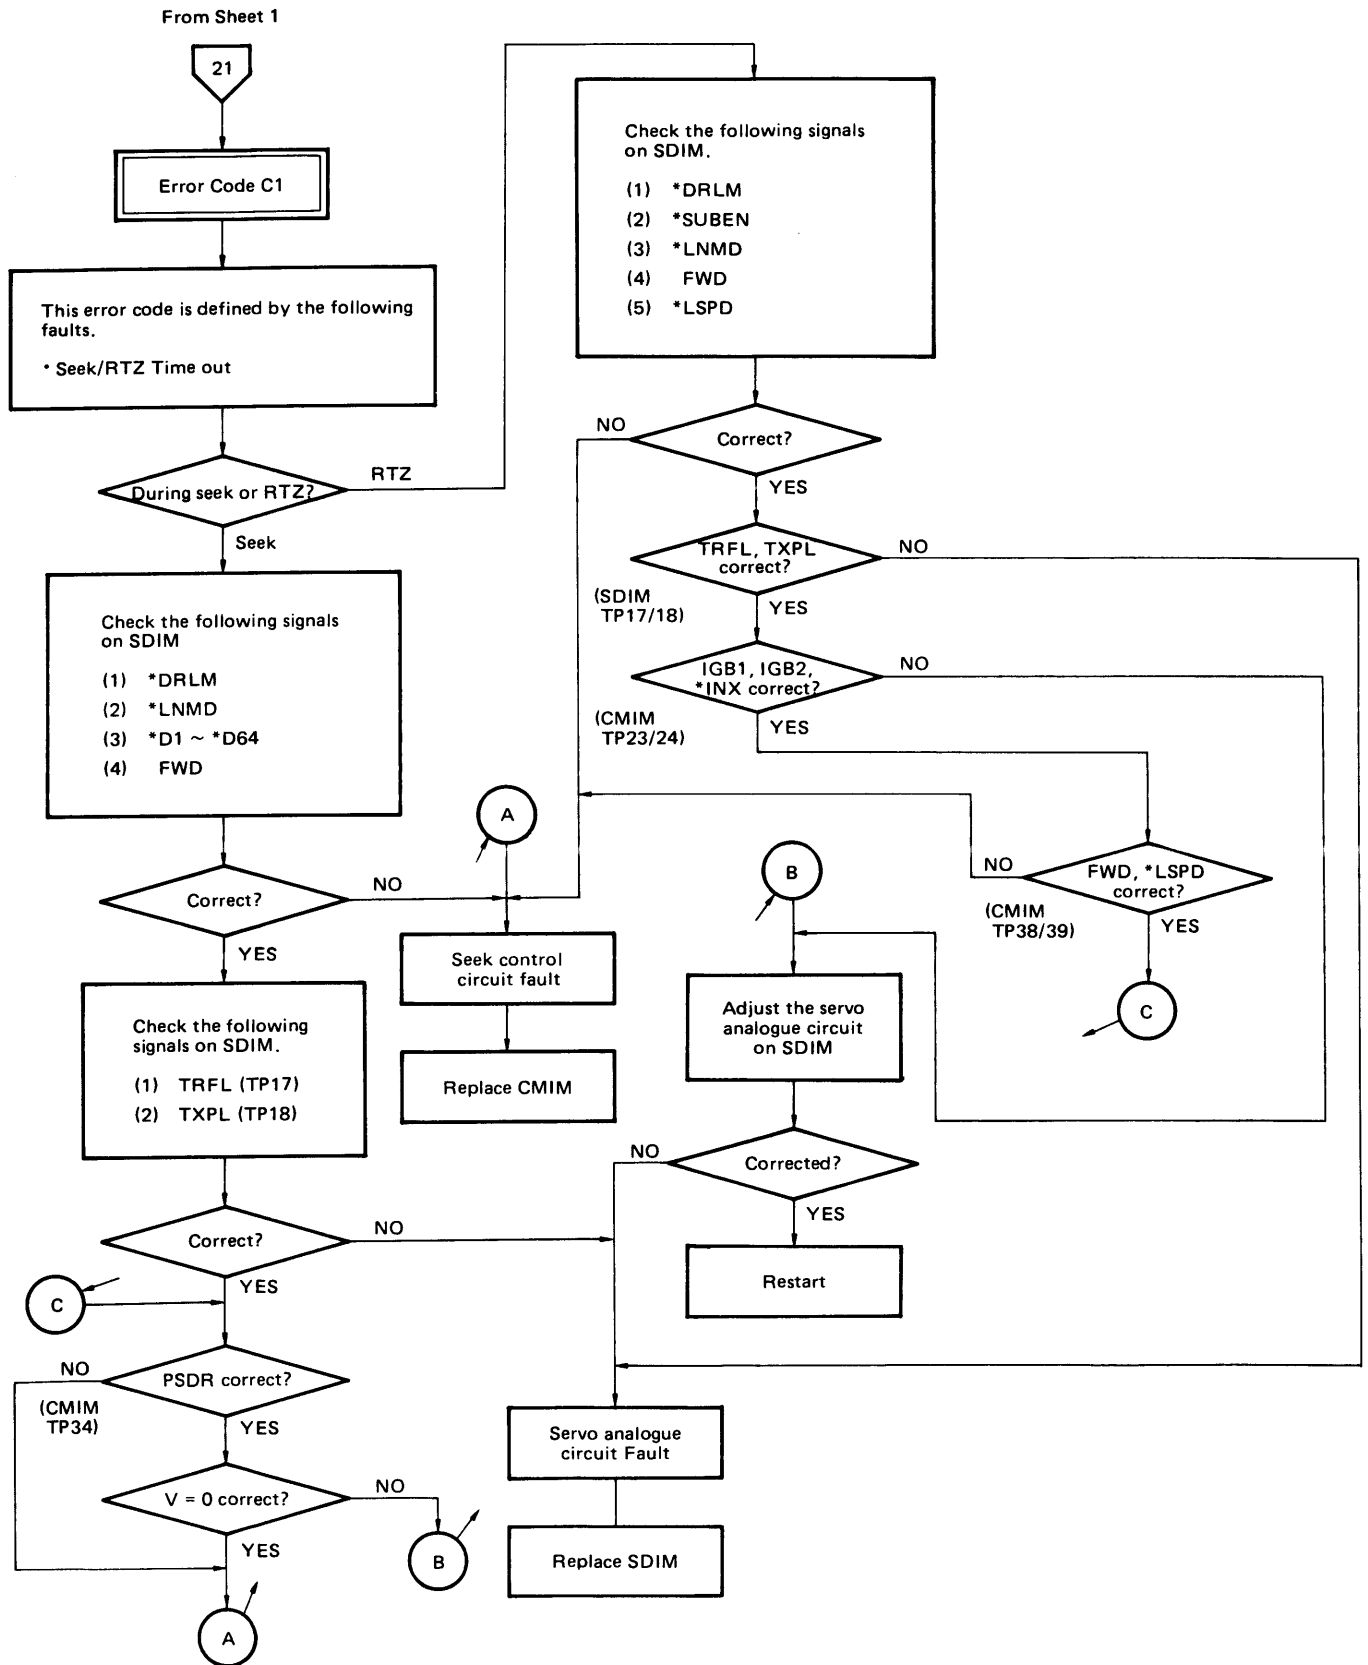 From Sheet 1
21
Error Code C1
This error code is defined by the following
faults.
• Seek/RTZ Time out
During seek or RTZ?
RTZ
Seek
Check the following signals
on SDIM
(1) *DRLM
(2) *LNMD
(3) *D1 ~ *D64
(4) FWD
Correct?
NO
YES
Check the following
signals on SDIM.
(1) TRFL (TP17)
(2) TXPL (TP18)
Correct?
NO
YES
C
PSDR correct?
NO
(CMIM
TP34)
YES
V = 0 correct?
NO
B
YES
A
A
Seek control
circuit fault
Replace CMIM
Check the following signals
on SDIM.
(1) *DRLM
(2) *SUBEN
(3) *LNMD
(4) FWD
(5) *LSPD
Correct?
NO
YES
TRFL, TXPL
correct?
NO
(SDIM
TP17/18)
YES
IGB1, IGB2,
*INX correct?
NO
(CMIM
TP23/24)
YES
FWD, *LSPD
correct?
NO
(CMIM
TP38/39)
YES
C
B
Adjust the servo
analogue circuit
on SDIM
Corrected?
NO
YES
Restart
Servo analogue
circuit Fault
Replace SDIM